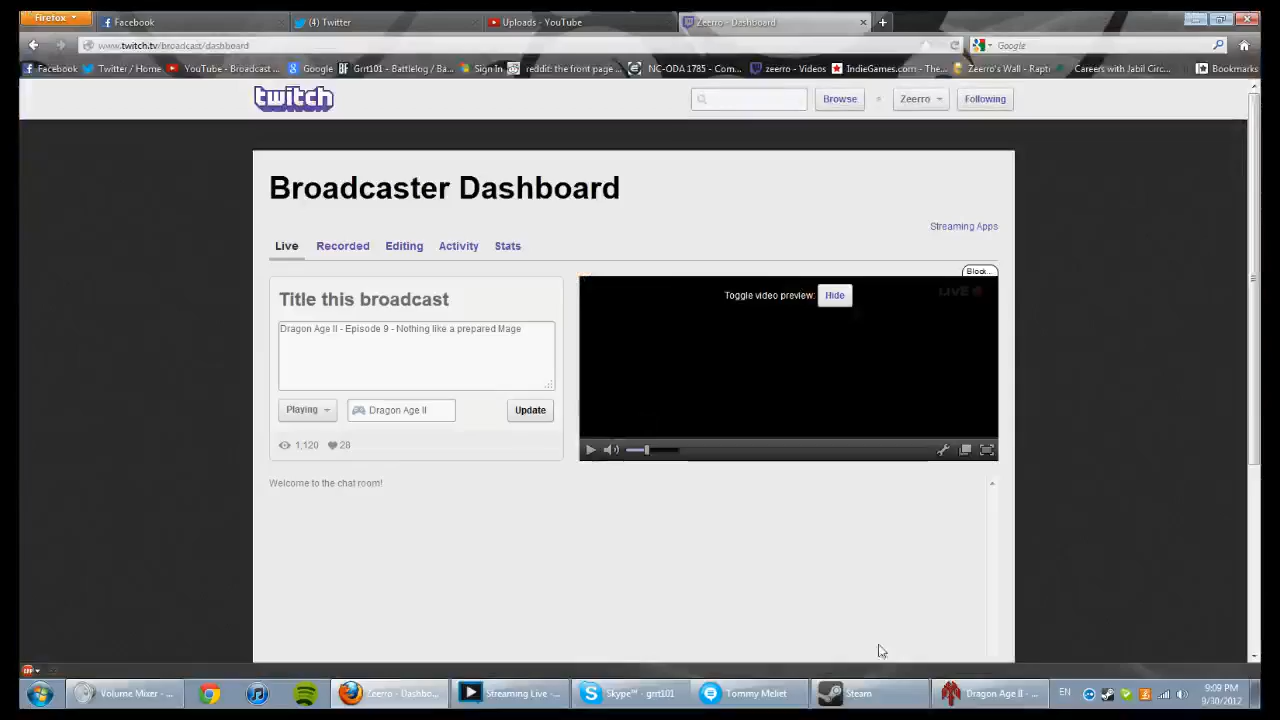 Firefox
Facebook
(4) Twitter
Uploads - YouTube
Zeerro - Dashboard
www.twitch.tv/broadcast/dashboard
Google
Facebook
Twitter / Home
YouTube - Broadcast ...
Google
Grrt101 - Battlelog / Ba...
Sign In
reddit: the front page ...
NC-ODA 1785 - Com...
zeerro - Videos
IndieGames.com - The...
Zeerro's Wall - Rapt...
Careers with Jabil Circ...
Bookmarks
twitch
Browse
Zeerro
Following
Broadcaster Dashboard
Streaming Apps
Live
Recorded
Editing
Activity
Stats
Block...
Title this broadcast
Toggle video preview:
Hide
LIVE
Dragon Age II - Episode 9 - Nothing like a prepared Mage
Playing
Dragon Age II
Update
1,120
28
Welcome to the chat room!
Volume Mixer - ...
Zeerro - Dashbo...
Streaming Live - ...
Skype™ - grrt101
Tommy Meliet
Steam
Dragon Age II - ...
EN
9:09 PM
9/30/2012